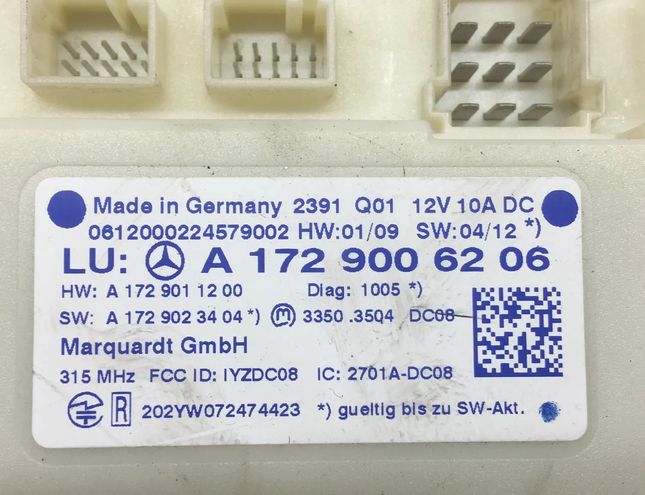 Made in Germany 2391 Q01 12V 10A DC
0612000224579002 HW:01/09 SW:04/12 *)
LU: A 172 900 62 06
HW: A 172 901 12 00 Diag: 1005 *)
SW: A 172 902 34 04 *) m 3350 .3504 DC08
Marquardt GmbH
315 MHz FCC ID: IYZDC08 IC: 2701A-DC08
R 202YW072474423 *) gueltig bis zu SW-Akt.